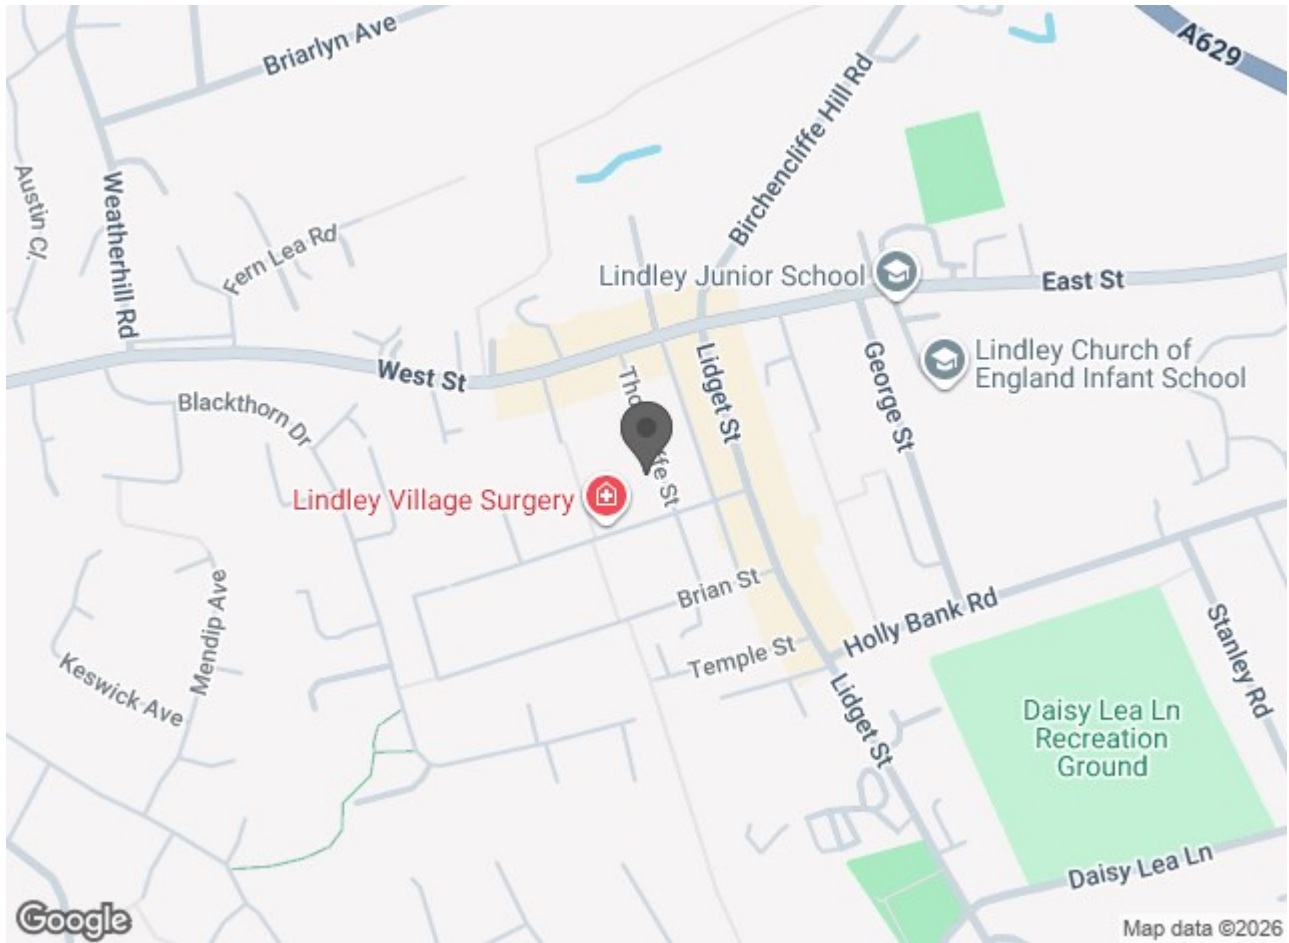 Briarlyn Ave
A629
Birchencliffe Hill Rd
Austin Cl.
Weatherhill Rd
Fern Lea Rd
Lindley Junior School
East St
West St
Lindley Church of
England Infant School
Lidget St
George St
Blackthorn Dr
Lindley Village Surgery
Brian St
Mendip Ave
Holly Bank Rd
Temple St
Keswick Ave
Stanley Rd
Lidget St
Daisy Lea Ln
Recreation
Ground
Daisy Lea Ln
Google
Map data ©2026